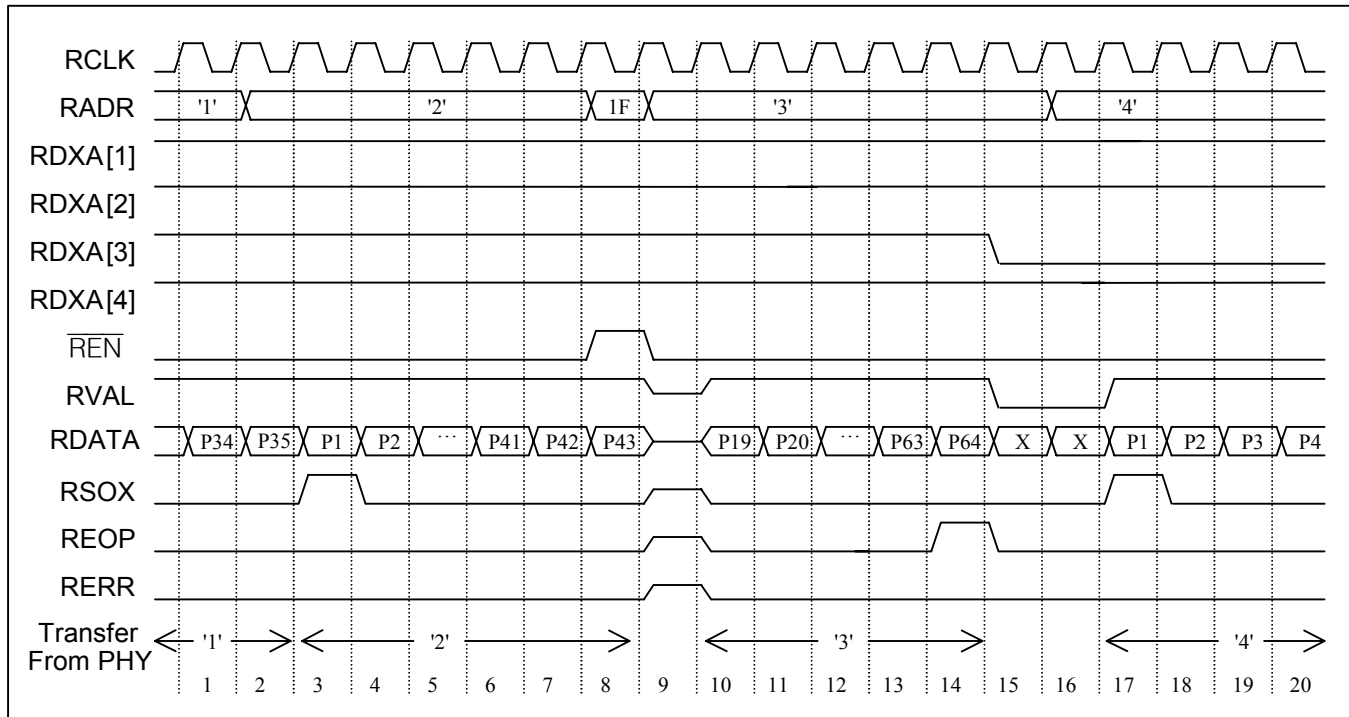 RCLK
RADR '1' '2' 1F '3' '4'
RDXA[1]
RDXA[2]
RDXA[3]
RDXA[4]
REN
RVAL
RDATA P34 P35 P1 P2 ... P41 P42 P43 P19 P20 ... P63 P64 X X P1 P2 P3 P4
RSOX
REOP
RERR
Transfer From PHY '1' '2' '3' '4'
1 2 3 4 5 6 7 8 9 10 11 12 13 14 15 16 17 18 19 20